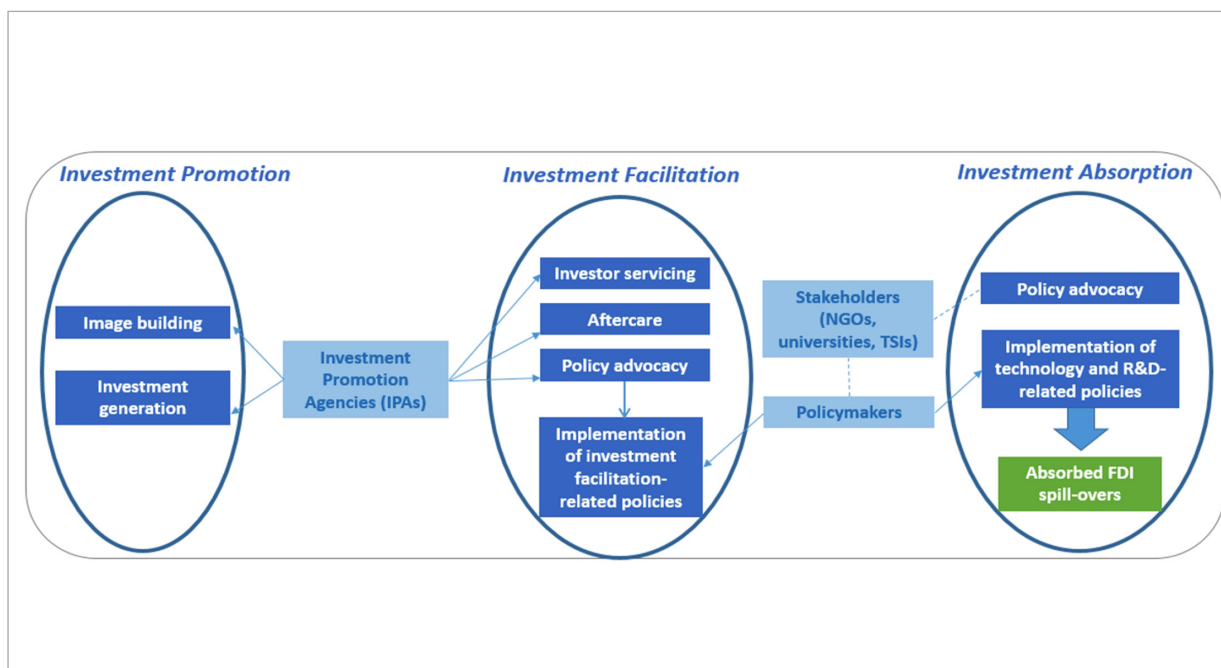 Investment Promotion
Image building
Investment
generation
Investment
Promotion
Agencies (IPAs)
Investment Facilitation
Investor servicing
Aftercare
Policy advocacy
Implementation
of investment
facilitation-
related policies
Stakeholders
(NGOs,
universities, TSIs)
Policymakers
Investment Absorption
Policy advocacy
Implementation of
technology and R&D-
related policies
Absorbed FDI
spill-overs